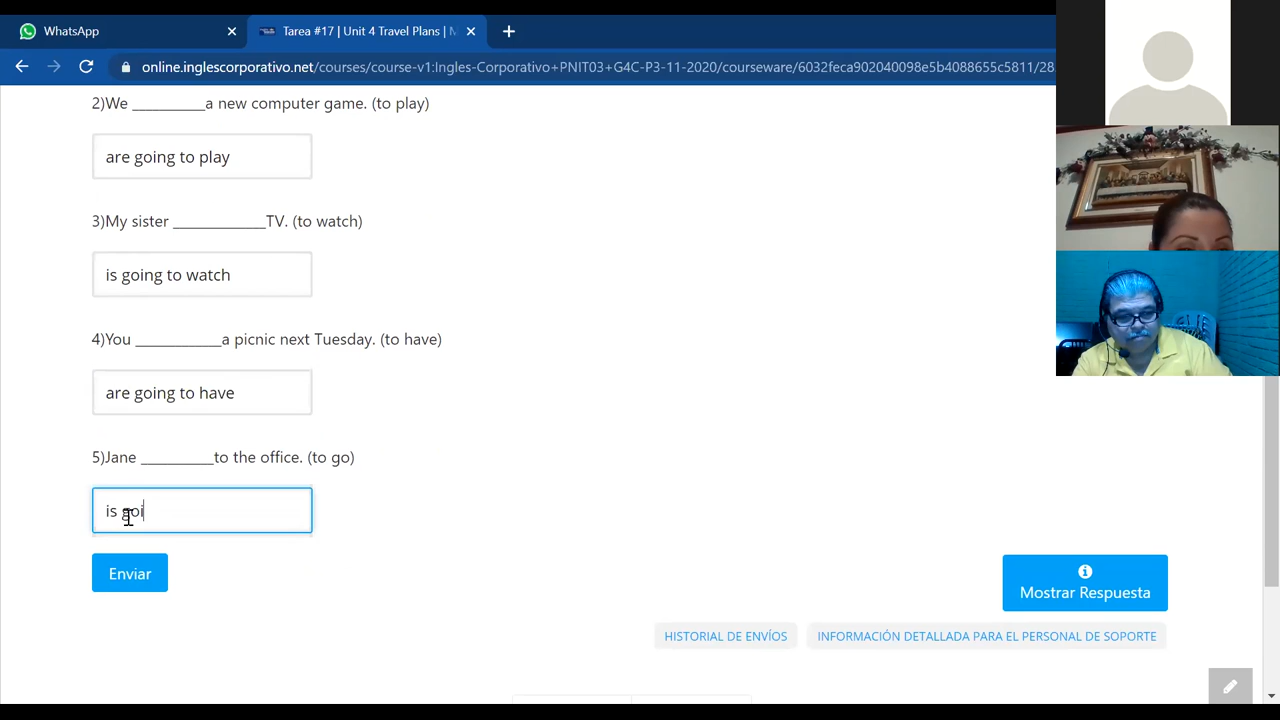 WhatsApp
Tarea #17 | Unit 4 Travel Plans |
online.inglescorporativo.net/courses/course-v1:Ingles-Corporativo+PNIT03+G4C-P3-11-2020/courseware/6032feca902040098e5b4088655c5811/28
2)We __________a new computer game. (to play)
are going to play
3)My sister _____________TV. (to watch)
is going to watch
4)You ____________a picnic next Tuesday. (to have)
are going to have
5)Jane __________to the office. (to go)
is goi
Enviar
Mostrar Respuesta
HISTORIAL DE ENVÍOS
INFORMACIÓN DETALLADA PARA EL PERSONAL DE SOPORTE